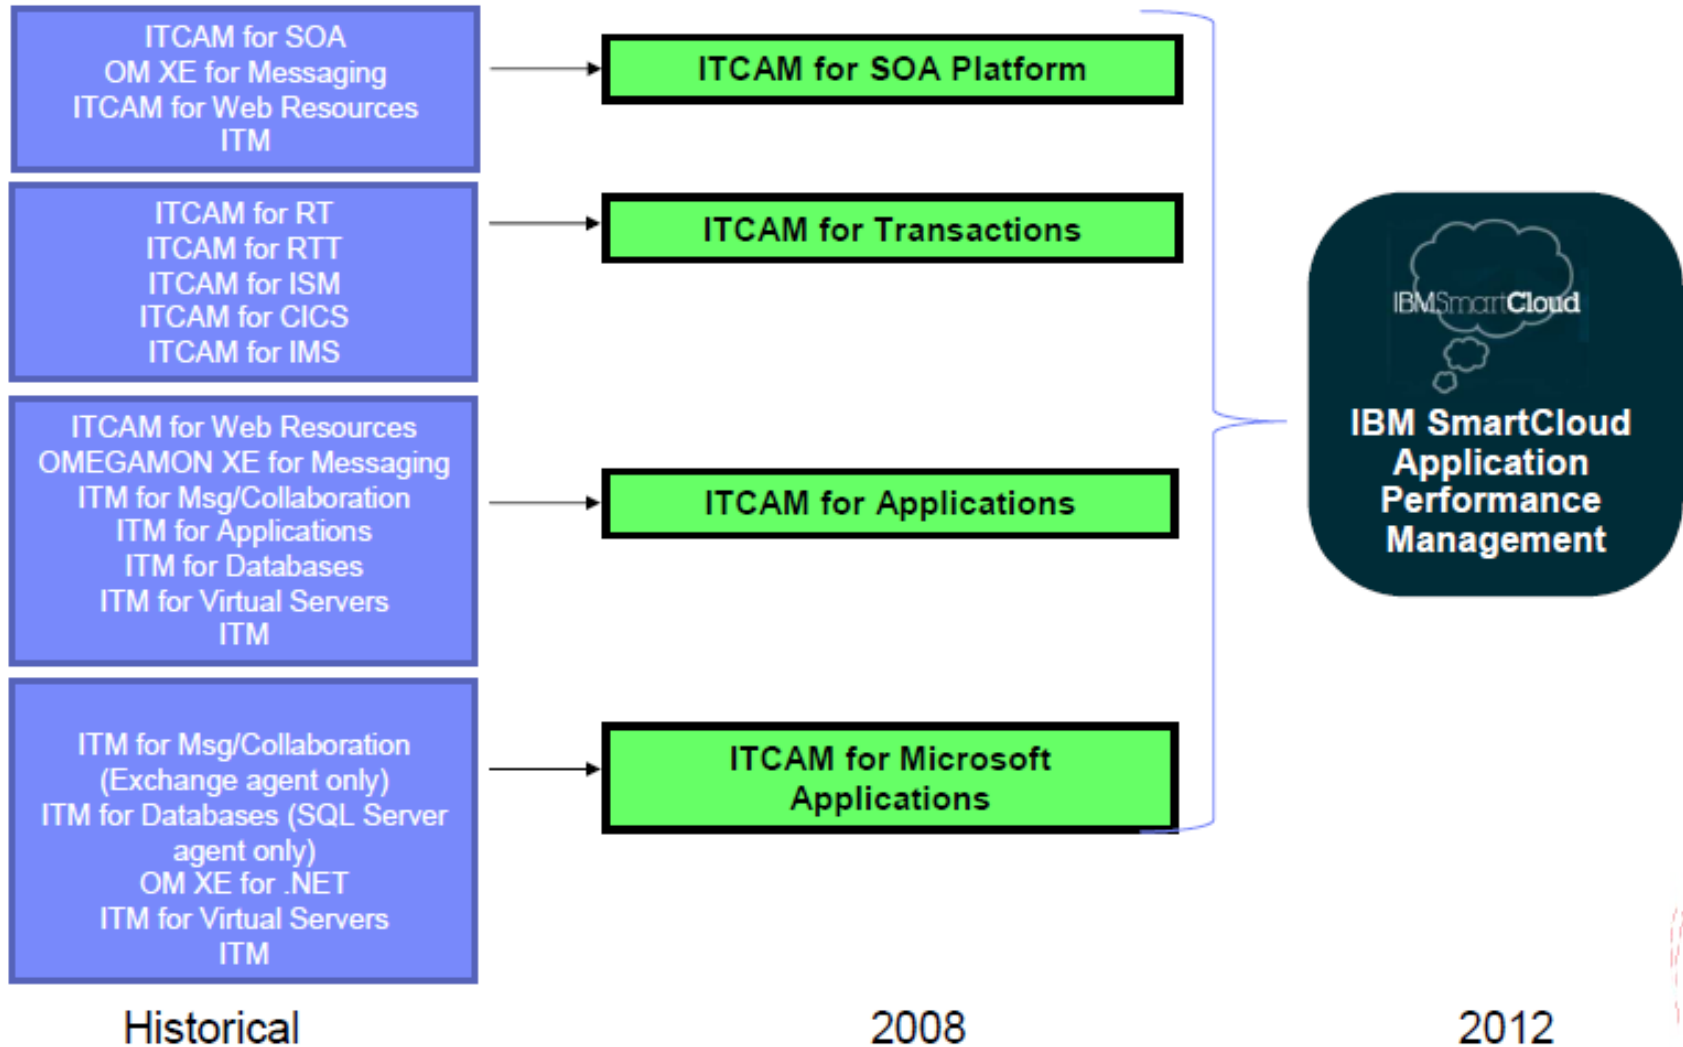 ITCAM for SOA
OM XE for Messaging
ITCAM for Web Resources
ITM
ITCAM for SOA Platform
ITCAM for RT
ITCAM for RTT
ITCAM for ISM
ITCAM for CICS
ITCAM for IMS
ITCAM for Transactions
ITCAM for Web Resources
OMEGAMON XE for Messaging
ITM for Msg/Collaboration
ITM for Applications
ITM for Databases
ITM for Virtual Servers
ITM
ITCAM for Applications
ITM for Msg/Collaboration
(Exchange agent only)
ITM for Databases (SQL Server
agent only)
OM XE for .NET
ITM for Virtual Servers
ITM
ITCAM for Microsoft
Applications
IBMSmartCloud
IBM SmartCloud
Application
Performance
Management
Historical
2008
2012